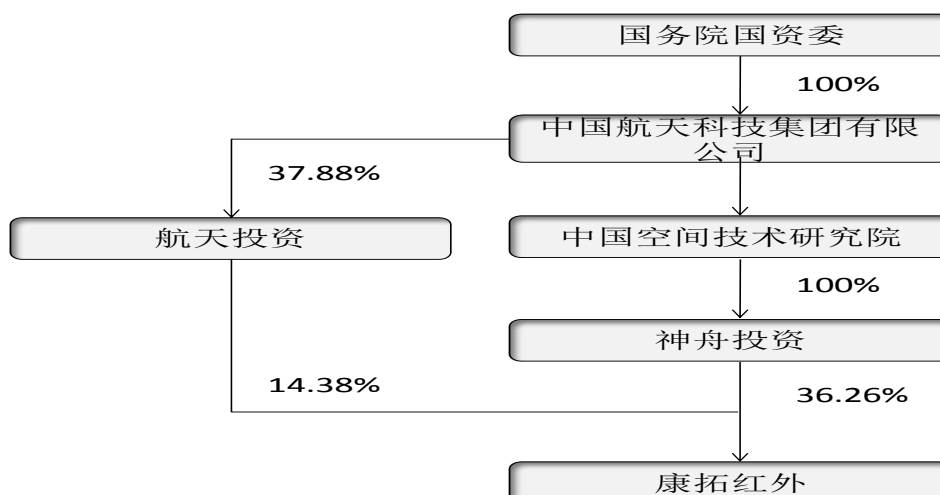 国务院国资委
100%
中国航天科技集团有限
公司
37.88%
航天投资
中国空间技术研究院
100%
神舟投资
14.38%
36.26%
康拓红外